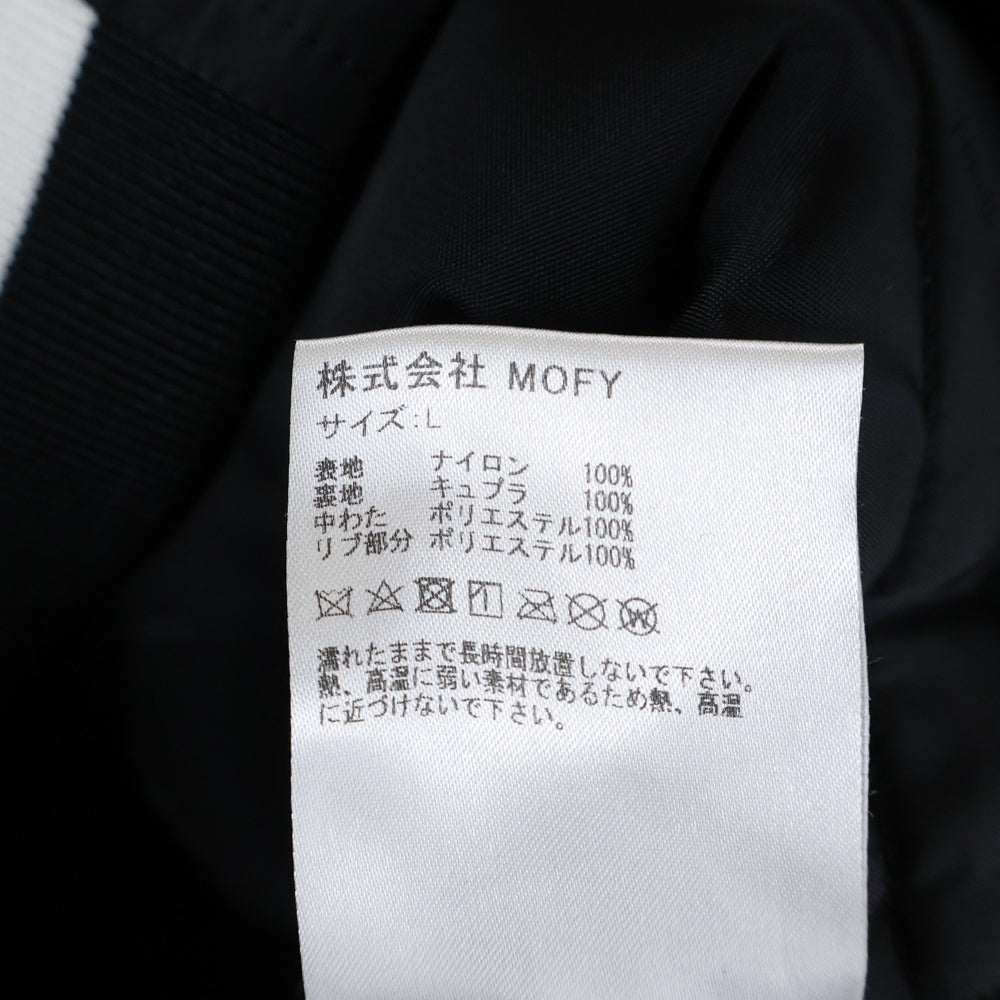 株式会社 MOFY
サイズ:L
表地 ナイロン 100%
裏地 キュプラ 100%
中わた ポリエステル100%
リブ部分 ポリエステル100%
W
濡れたままで長時間放置しないで下さい。
熱、高温に弱い素材であるため熱、高温
に近づけないで下さい。